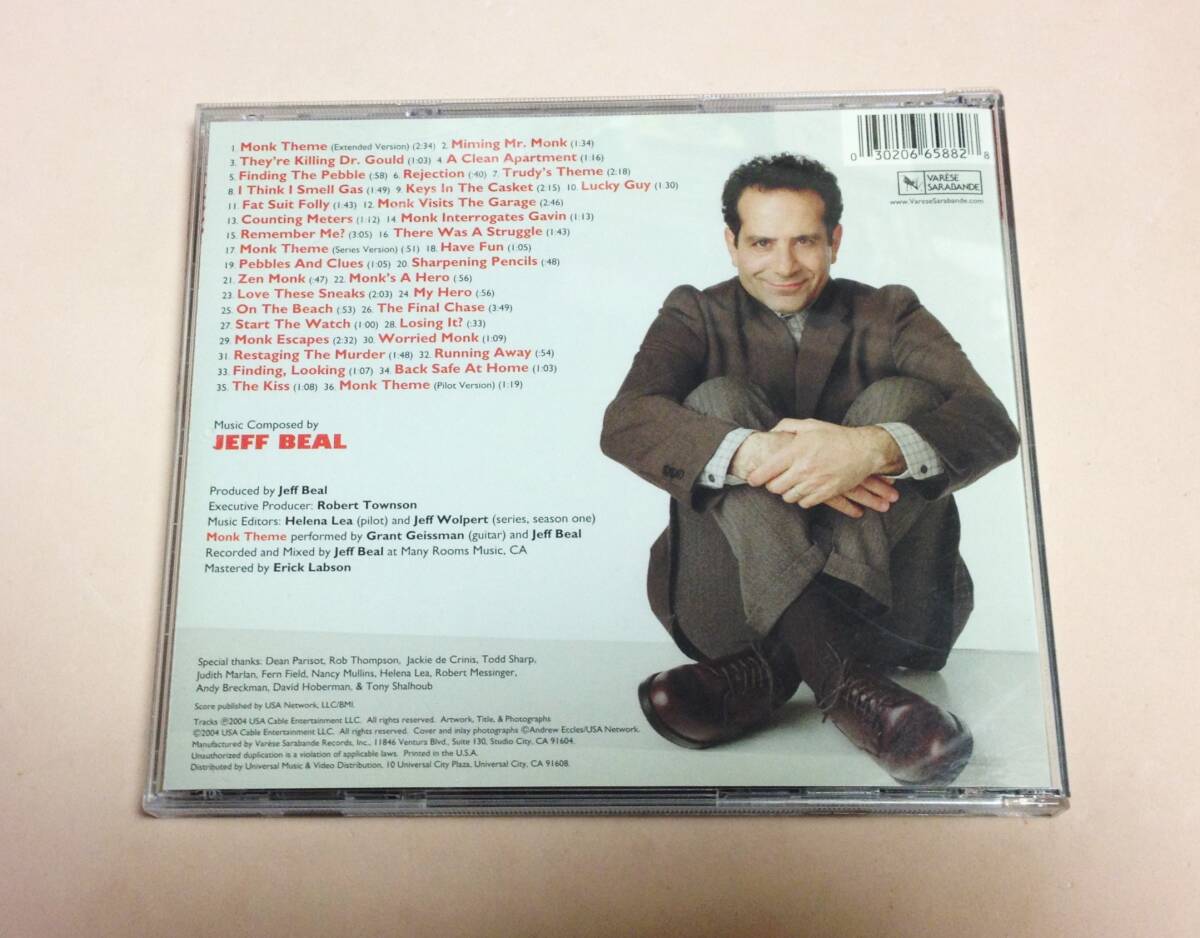 1. Monk Theme (Extended Version) (2:34) 2. Miming Mr. Monk (1:34)
3. They're Killing Dr. Gould (1:03) 4. A Clean Apartment (1:16)
5. Finding The Pebble (:58) 6. Rejection (:40) 7. Trudy's Theme (2:18)
8. I Think I Smell Gas (1:49) 9. Keys In The Casket (2:15) 10. Lucky Guy (1:30)
11. Fat Suit Folly (1:43) 12. Monk Visits The Garage (2:46)
13. Counting Meters (1:12) 14. Monk Interrogates Gavin (1:13)
15. Remember Me? (3:05) 16. There Was A Struggle (1:43)
17. Monk Theme (Series Version) (:51) 18. Have Fun (1:05)
19. Pebbles And Clues (1:05) 20. Sharpening Pencils (:48)
21. Zen Monk (:47) 22. Monk's A Hero (:56)
23. Love These Sneaks (2:03) 24. My Hero (:56)
25. On The Beach (:53) 26. The Final Chase (3:49)
27. Start The Watch (1:00) 28. Losing It? (:33)
29. Monk Escapes (2:32) 30. Worried Monk (1:09)
31. Restaging The Murder (1:48) 32. Running Away (:54)
33. Finding, Looking (1:07) 34. Back Safe At Home (1:03)
35. The Kiss (1:08) 36. Monk Theme (Pilot Version) (1:19)
0 30206 65882 8
VARÈSE
SARABANDE
www.VareseSarabande.com
Music Composed by
JEFF BEAL
Produced by Jeff Beal
Executive Producer: Robert Townson
Music Editors: Helena Lea (pilot) and Jeff Wolpert (series, season one)
Monk Theme performed by Grant Geissman (guitar) and Jeff Beal
Recorded and Mixed by Jeff Beal at Many Rooms Music, CA
Mastered by Erick Labson
Special thanks: Dean Parisot, Rob Thompson, Jackie de Crinis, Todd Sharp,
Judith Marlan, Fern Field, Nancy Mullins, Helena Lea, Robert Messinger,
Andy Breckman, David Hoberman, & Tony Shalhoub
Score published by USA Network, LLC/BMI.
Tracks ℗2004 USA Cable Entertainment LLC. All rights reserved. Artwork, Title, & Photographs
©2004 USA Cable Entertainment LLC. All rights reserved. Cover and inlay photographs ©Andrew Eccles/USA Network.
Manufactured by Varèse Sarabande Records, Inc., 11846 Ventura Blvd., Suite 130, Studio City, CA 91604.
Unauthorized duplication is a violation of applicable laws. Printed in the U.S.A.
Distributed by Universal Music & Video Distribution, 10 Universal City Plaza, Universal City, CA 91608.